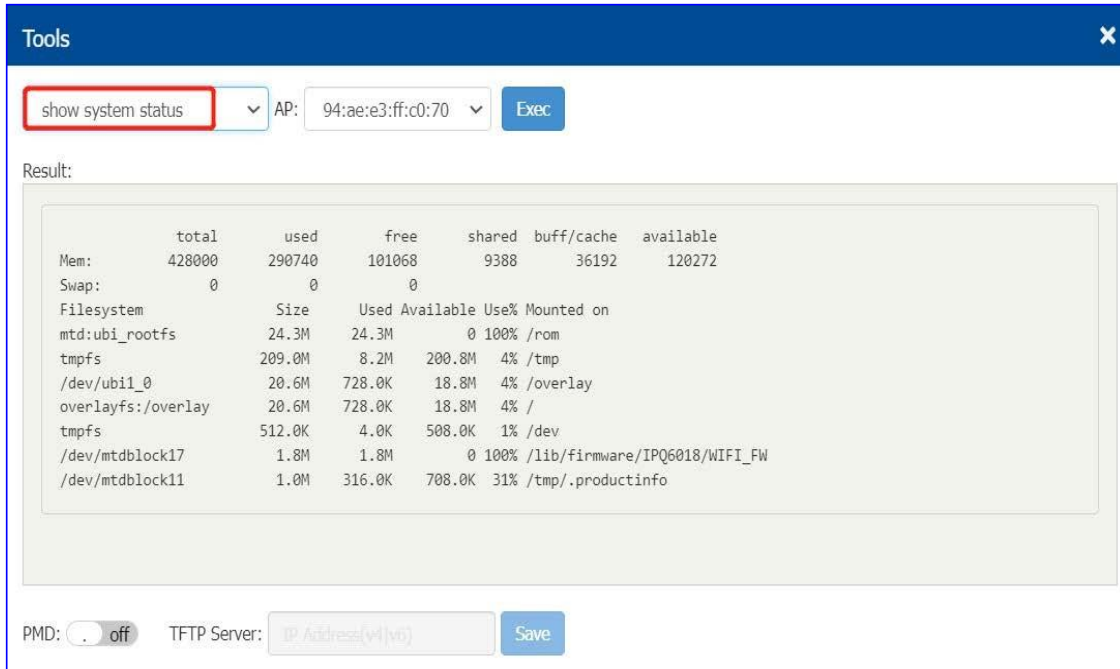 Tools ×
show system status AP: 94:ae:e3:ff:c0:70 Exec
Result:
total used free shared buff/cache available
Mem: 428000 290740 101068 9388 36192 120272
Swap: 0 0 0
Filesystem Size Used Available Use% Mounted on
mtd:ubi_rootfs 24.3M 24.3M 0 100% /rom
tmpfs 209.0M 8.2M 200.8M 4% /tmp
/dev/ubi1_0 20.6M 728.0K 18.8M 4% /overlay
overlayfs:/overlay 20.6M 728.0K 18.8M 4% /
tmpfs 512.0K 4.0K 508.0K 1% /dev
/dev/mtdblock17 1.8M 1.8M 0 100% /lib/firmware/IPQ6018/WIFI_FW
/dev/mtdblock11 1.0M 316.0K 708.0K 31% /tmp/.productinfo
PMD: . off TFTP Server: IP Address(v4|v6) Save